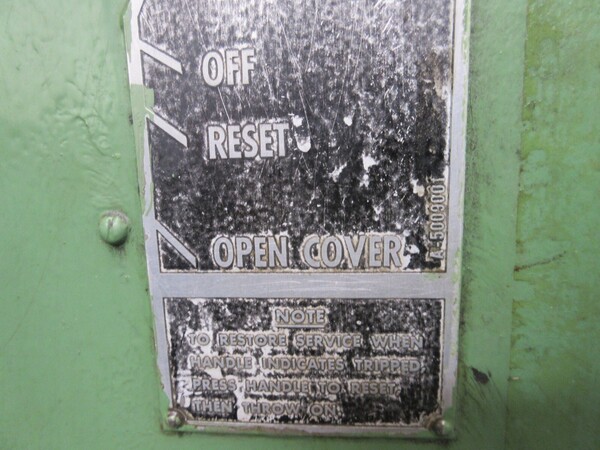 OFF
RESET
OPEN COVER
A-5009001
NOTE
TO RESTORE SERVICE WHEN
HANDLE INDICATES TRIPPED
PRESS HANDLE TO RESET,
THEN THROW ON.